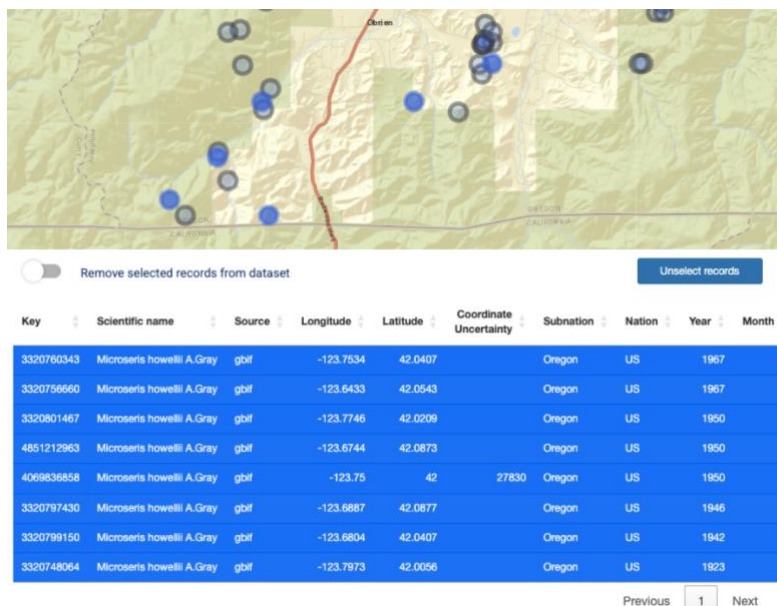 Obrien
OREGON
CALIFORNIA
OREGON
CALIFORNIA
Remove selected records from dataset
Unselect records
Key Scientific name Source Longitude Latitude Coordinate Uncertainty Subnation Nation Year Month
3320760343 Microseris howellii A.Gray gbif -123.7534 42.0407 Oregon US 1967
3320756660 Microseris howellii A.Gray gbif -123.6433 42.0543 Oregon US 1967
3320801467 Microseris howellii A.Gray gbif -123.7746 42.0209 Oregon US 1950
4851212963 Microseris howellii A.Gray gbif -123.6744 42.0873 Oregon US 1950
4069836858 Microseris howellii A.Gray gbif -123.75 42 27830 Oregon US 1950
3320797430 Microseris howellii A.Gray gbif -123.6887 42.0877 Oregon US 1946
3320799150 Microseris howellii A.Gray gbif -123.6804 42.0407 Oregon US 1942
3320748064 Microseris howellii A.Gray gbif -123.7973 42.0056 Oregon US 1923
Previous 1 Next